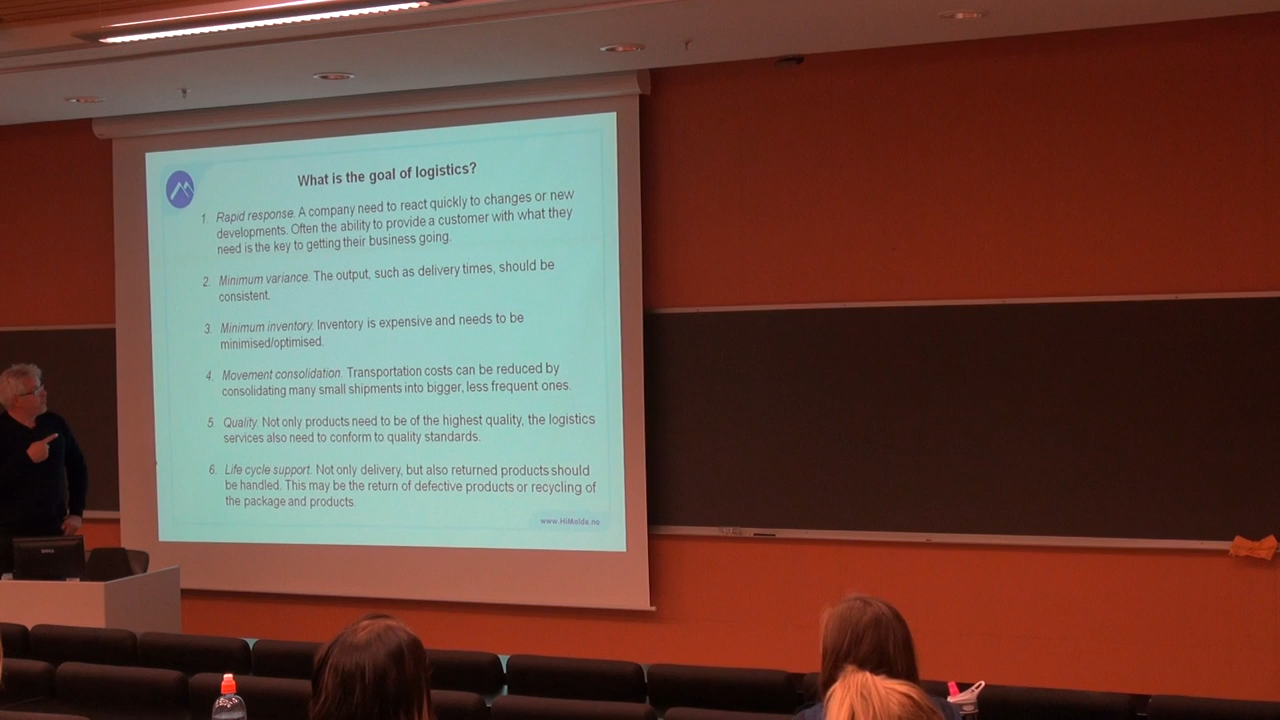 What is the goal of logistics?
1. Rapid response. A company need to react quickly to changes or new
developments. Often the ability to provide a customer with what they
need is the key to getting their business going.
2. Minimum variance. The output, such as delivery times, should be
consistent.
3. Minimum inventory. Inventory is expensive and needs to be
minimised/optimised.
4. Movement consolidation. Transportation costs can be reduced by
consolidating many small shipments into bigger, less frequent ones.
5. Quality. Not only products need to be of the highest quality, the logistics
services also need to conform to quality standards.
6. Life cycle support. Not only delivery, but also returned products should
be handled. This may be the return of defective products or recycling of
the package and products.
www.HiMolde.no
DELL